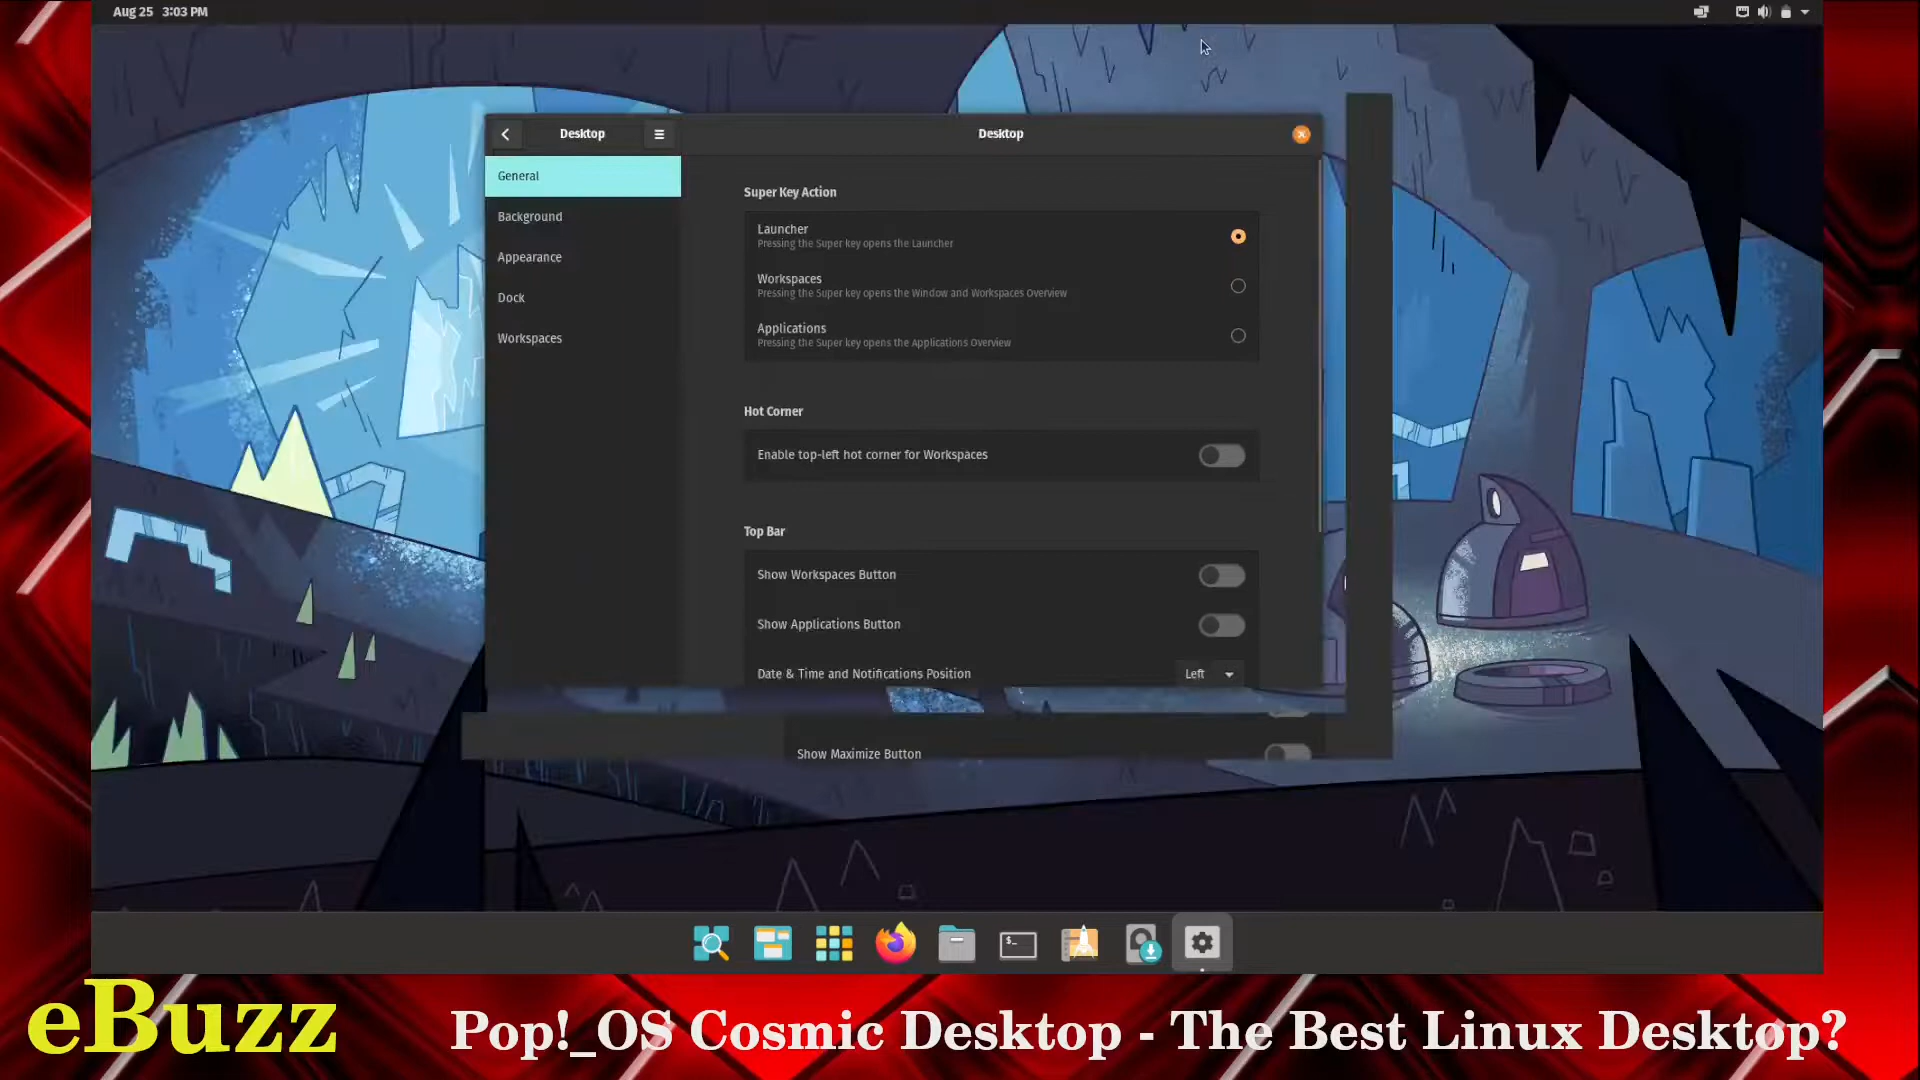 Aug 25 3:03 PM
Desktop
Desktop
General
Background
Appearance
Dock
Workspaces
Super Key Action
Launcher
Pressing the Super key opens the Launcher
Workspaces
Pressing the Super key opens the Window and Workspaces Overview
Applications
Pressing the Super key opens the Applications Overview
Hot Corner
Enable top-left hot corner for Workspaces
Top Bar
Show Workspaces Button
Show Applications Button
Date & Time and Notifications Position
Left
Show Maximize Button
$_
eBuzz
Pop!_OS Cosmic Desktop - The Best Linux Desktop?